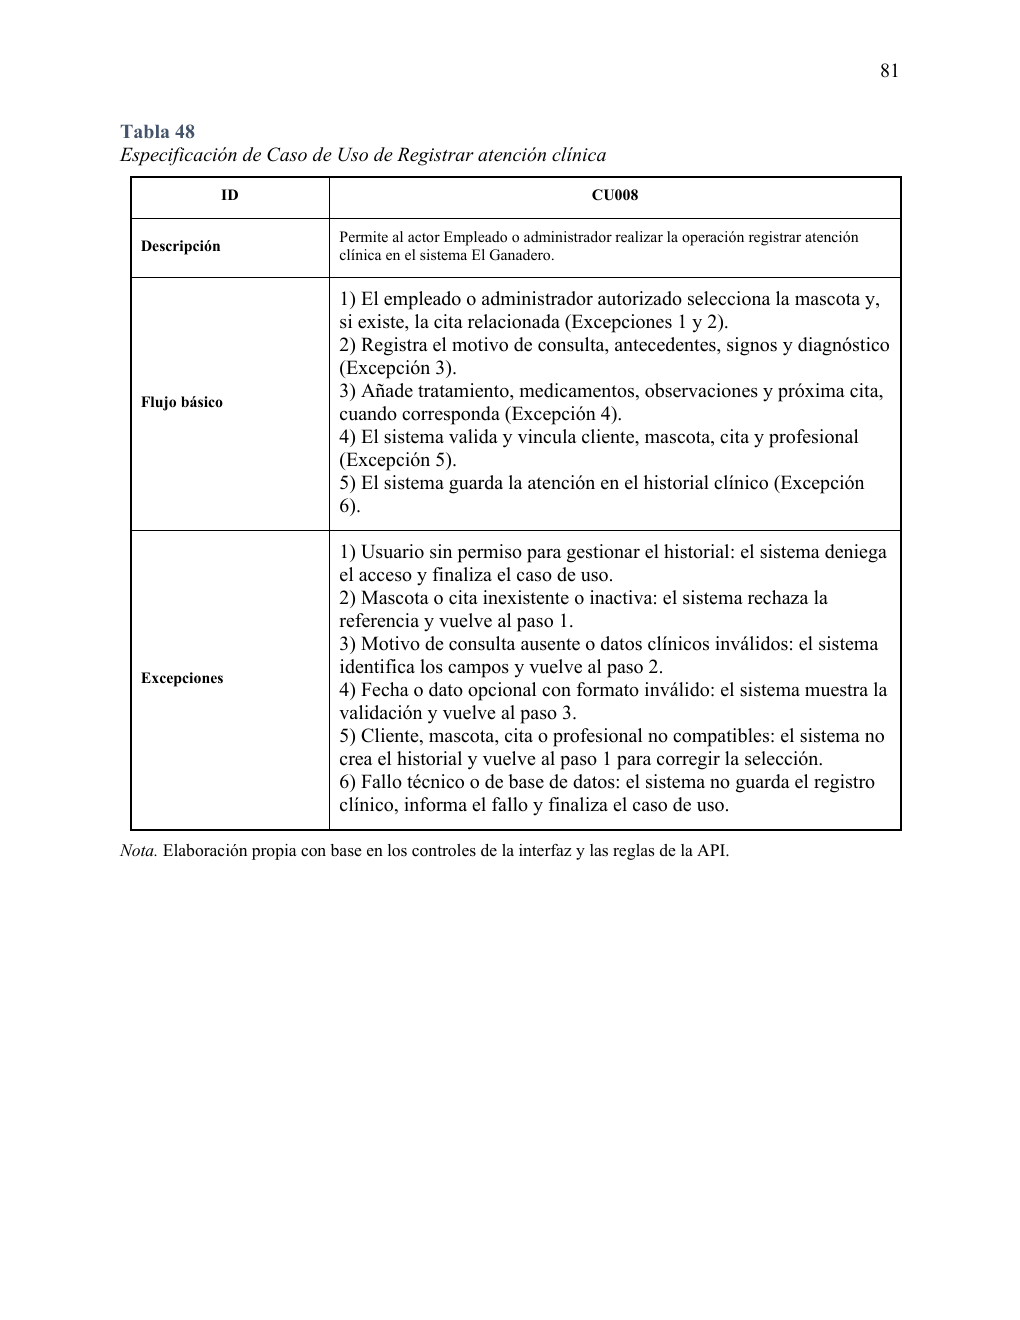 81
Tabla 48
Especificación de Caso de Uso de Registrar atención clínica
ID
CU008
Descripción
Permite al actor Empleado o administrador realizar la operación registrar atención
clínica en el sistema El Ganadero.
Flujo básico
1) El empleado o administrador autorizado selecciona la mascota y,
si existe, la cita relacionada (Excepciones 1 y 2).
2) Registra el motivo de consulta, antecedentes, signos y diagnóstico
(Excepción 3).
3) Añade tratamiento, medicamentos, observaciones y próxima cita,
cuando corresponda (Excepción 4).
4) El sistema valida y vincula cliente, mascota, cita y profesional
(Excepción 5).
5) El sistema guarda la atención en el historial clínico (Excepción
6).
Excepciones
1) Usuario sin permiso para gestionar el historial: el sistema deniega
el acceso y finaliza el caso de uso.
2) Mascota o cita inexistente o inactiva: el sistema rechaza la
referencia y vuelve al paso 1.
3) Motivo de consulta ausente o datos clínicos inválidos: el sistema
identifica los campos y vuelve al paso 2.
4) Fecha o dato opcional con formato inválido: el sistema muestra la
validación y vuelve al paso 3.
5) Cliente, mascota, cita o profesional no compatibles: el sistema no
crea el historial y vuelve al paso 1 para corregir la selección.
6) Fallo técnico o de base de datos: el sistema no guarda el registro
clínico, informa el fallo y finaliza el caso de uso.
Nota. Elaboración propia con base en los controles de la interfaz y las reglas de la API.